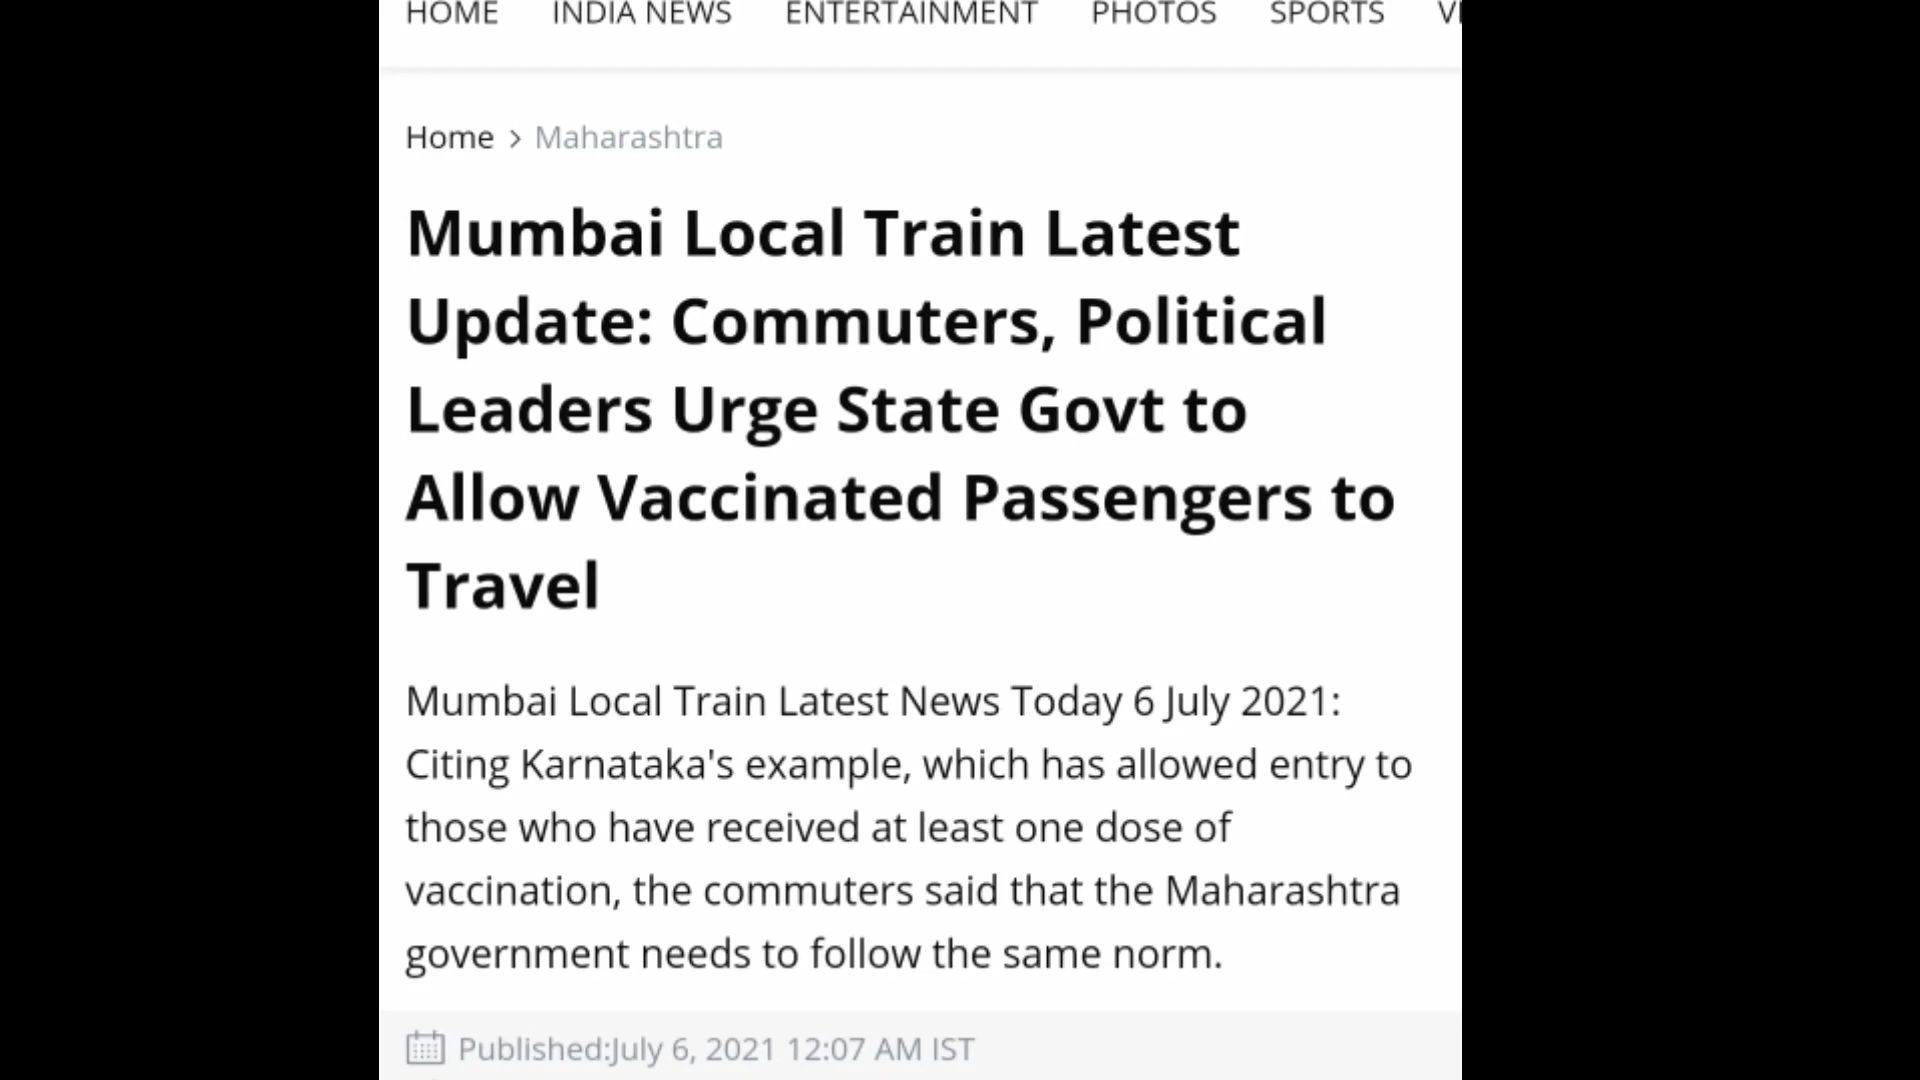 HOME INDIA NEWS ENTERTAINMENT PHOTOS SPORTS
Home > Maharashtra
Mumbai Local Train Latest
Update: Commuters, Political
Leaders Urge State Govt to
Allow Vaccinated Passengers to
Travel
Mumbai Local Train Latest News Today 6 July 2021:
Citing Karnataka's example, which has allowed entry to
those who have received at least one dose of
vaccination, the commuters said that the Maharashtra
government needs to follow the same norm.
Published:July 6, 2021 12:07 AM IST